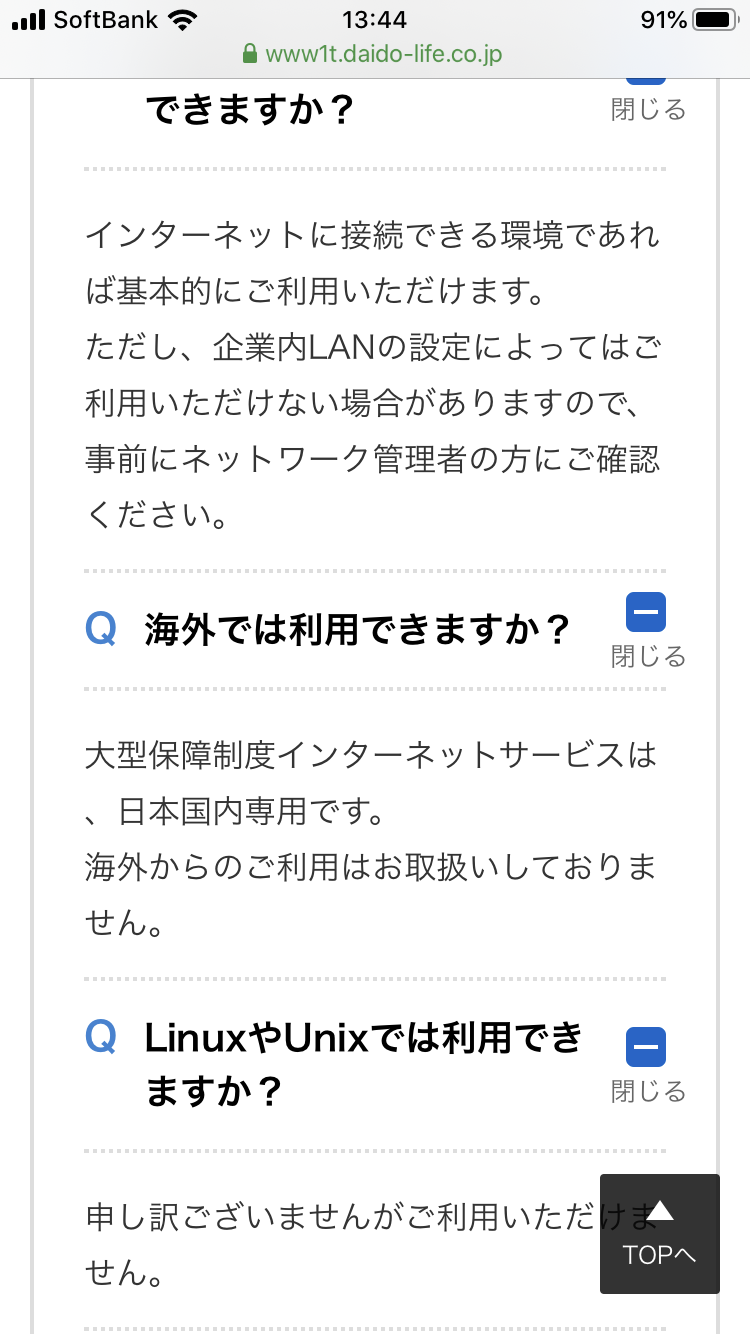 SoftBank 13:44 91%
www1t.daido-life.co.jp
できますか？
閉じる
インターネットに接続できる環境であれ
ば基本的にご利用いただけます。
ただし、企業内LANの設定によってはご
利用いただけない場合がありますので、
事前にネットワーク管理者の方にご確認
ください。
Q 海外では利用できますか？
閉じる
大型保障制度インターネットサービスは
、日本国内専用です。
海外からのご利用はお取扱いしておりま
せん。
Q LinuxやUnixでは利用でき
ますか？
閉じる
申し訳ございませんがご利用いただけま
せん。
TOPへ